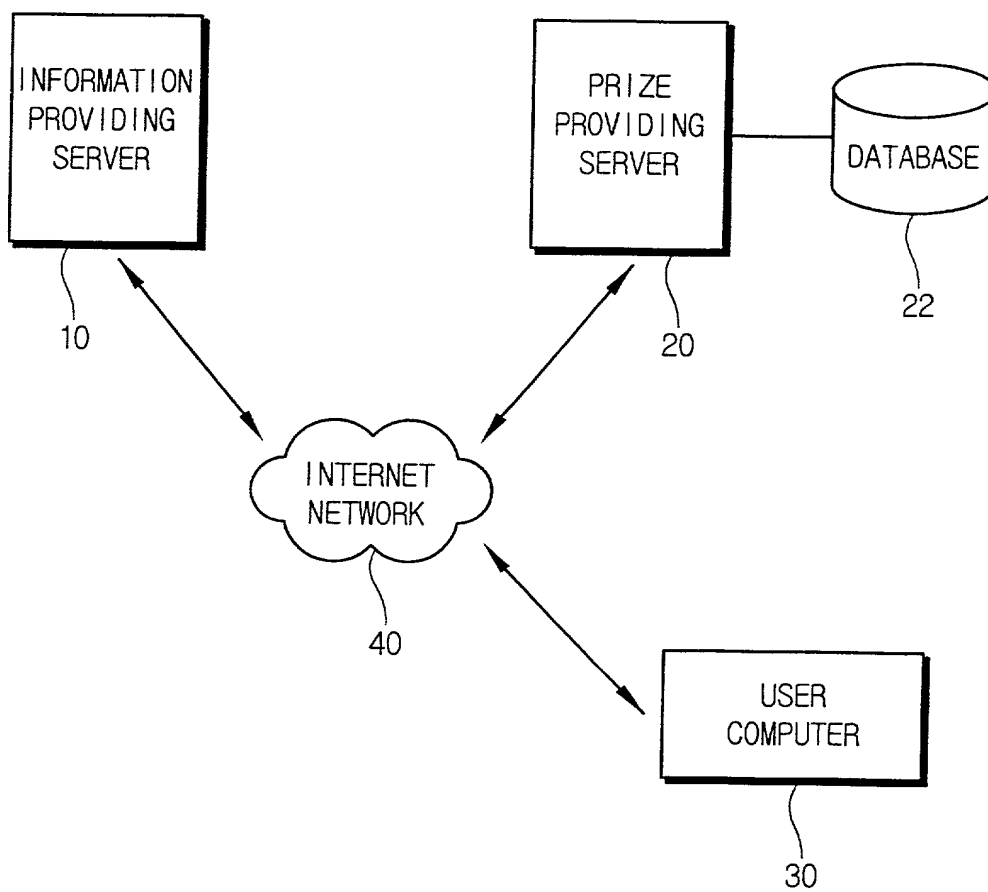 INFORMATION
PROVIDING
SERVER
10
PRIZE
PROVIDING
SERVER
20
DATABASE
22
INTERNET
NETWORK
40
USER
COMPUTER
30